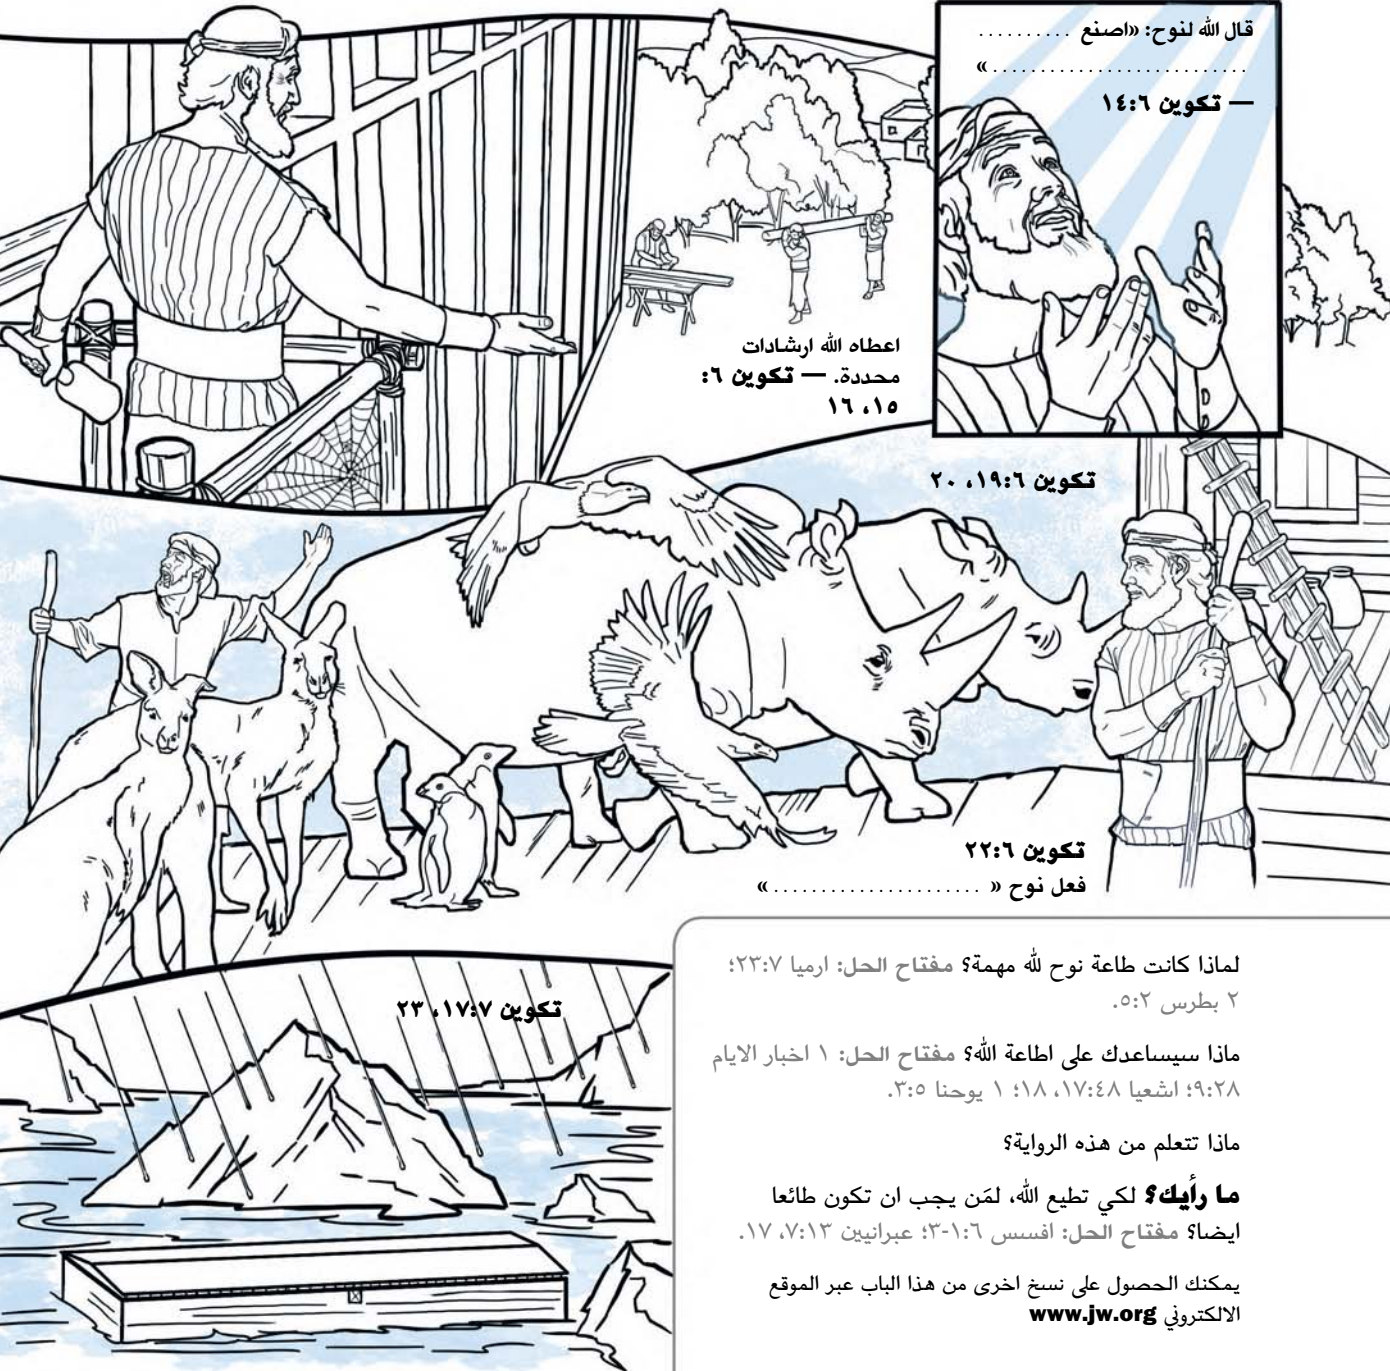 قال الله لنوح: «اصنع ..........
...........................»
— تكوين ١٤:٦
اعطاه الله ارشادات
محددة. — تكوين ٦:
١٥، ١٦
تكوين ١٩:٦، ٢٠
تكوين ٢٢:٦
فعل نوح « ...................... »
تكوين ١٧:٧، ٢٣
لماذا كانت طاعة نوح لله مهمة؟ مفتاح الحل: ارميا ٢٣:٧؛
٢ بطرس ٥:٢.
ماذا سيساعدك على اطاعة الله؟ مفتاح الحل: ١ اخبار الايام
٩:٢٨؛ اشعيا ١٧:٤٨، ١٨؛ ١ يوحنا ٣:٥.
ماذا تتعلم من هذه الرواية؟
ما رأيك؟ لكي تطيع الله، لمَن يجب ان تكون طائعا
ايضا؟ مفتاح الحل: افسس ١:٦-٣؛ عبرانيين ٧:١٣، ١٧.
يمكنك الحصول على نسخ اخرى من هذا الباب عبر الموقع
الالكتروني www.jw.org